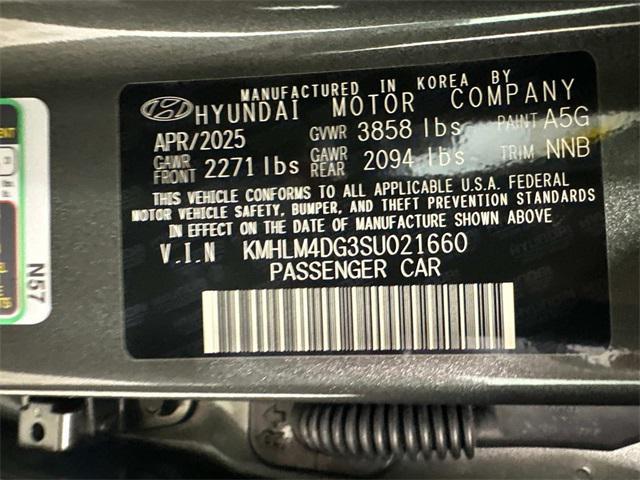 MANUFACTURED IN KOREA BY
HYUNDAI MOTOR COMPANY
APR/2025 GVWR 3858 lbs PAINT A5G
GAWR FRONT 2271 lbs GAWR REAR 2094 lbs TRIM NNB
THIS VEHICLE CONFORMS TO ALL APPLICABLE U.S.A. FEDERAL
MOTOR VEHICLE SAFETY, BUMPER, AND THEFT PREVENTION STANDARDS
IN EFFECT ON THE DATE OF MANUFACTURE SHOWN ABOVE
V.I.N KMHLM4DG3SU021660
PASSENGER CAR
N57